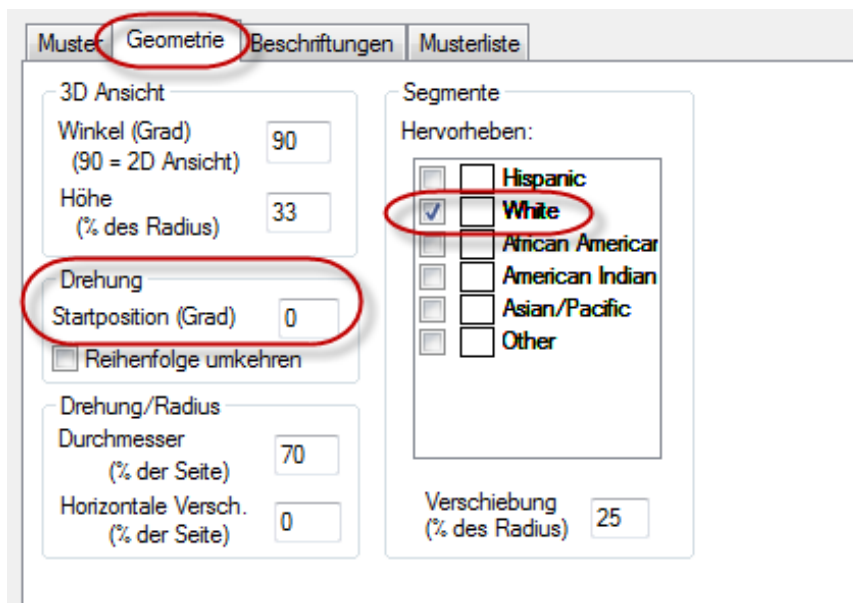 Muster Geometrie Beschriftungen Musterliste
3D Ansicht
Winkel (Grad) 90
(90 = 2D Ansicht)
Höhe
(% des Radius) 33
Drehung
Startposition (Grad) 0
Reihenfolge umkehren
Drehung/Radius
Durchmesser
(% der Seite) 70
Horizontale Versch.
(% der Seite) 0
Segmente
Hervorheben:
Hispanic
White
African American
American Indian
Asian/Pacific
Other
Verschiebung
(% des Radius) 25